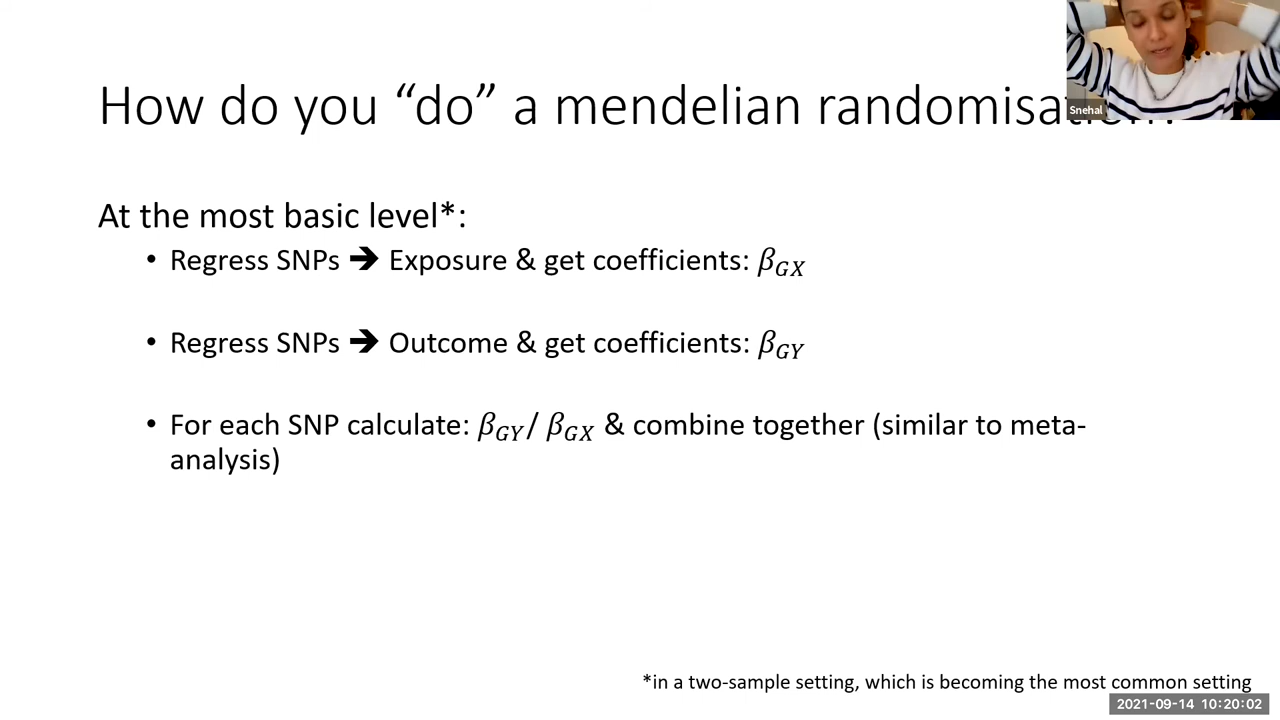 Snehal
How do you “do” a mendelian randomisation?
At the most basic level*:
• Regress SNPs 🡪 Exposure & get coefficients: β_GX
• Regress SNPs 🡪 Outcome & get coefficients: β_GY
• For each SNP calculate: β_GY/ β_GX & combine together (similar to meta-
analysis)
*in a two-sample setting, which is becoming the most common setting
2021-09-14 10:20:02